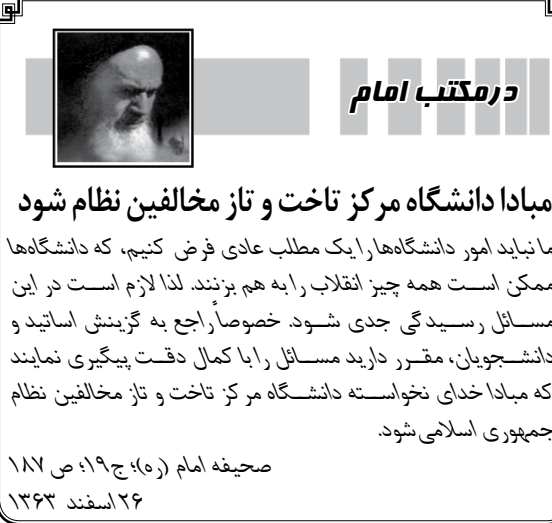 درمکتب امام
مبادا دانشگاه مرکز تاخت و تاز مخالفین نظام شود
ما نباید امور دانشگاه‌ها را یک مطلب عادی فرض کنیم، که دانشگاه‌ها
ممکن است همه چیز انقلاب را به هم بزنند. لذا لازم است در این
مسائل رسیدگی جدی شود. خصوصاً راجع به گزینش اساتید و
دانشجویان، مقرر دارید مسائل را با کمال دقت پیگیری نمایند
که مبادا خدای نخواسته دانشگاه مرکز تاخت و تاز مخالفین نظام
جمهوری اسلامی شود.
صحیفه امام (ره)؛ ج۱۹؛ ص ۱۸۷
۲۶ اسفند ۱۳۶۳